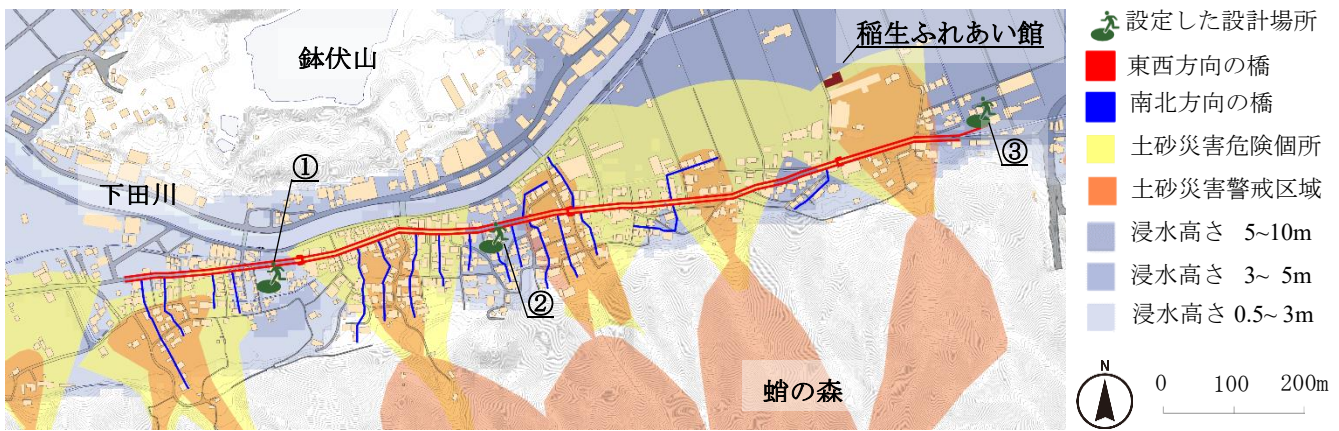 鉢伏山
稲生ふれあい館
下田川
①
②
③
蛸の森
設定した設計場所
東西方向の橋
南北方向の橋
土砂災害危険個所
土砂災害警戒区域
浸水高さ 5~10m
浸水高さ 3~ 5m
浸水高さ 0.5~ 3m
N
0 100 200m